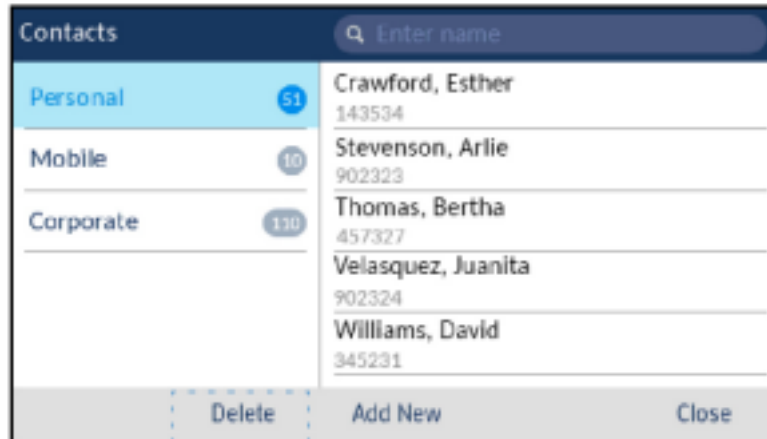 Contacts
Enter name
Personal 51
Mobile 10
Corporate 110
Crawford, Esther
143534
Stevenson, Arlie
902323
Thomas, Bertha
457327
Velasquez, Juanita
902324
Williams, David
345231
Delete Add New Close